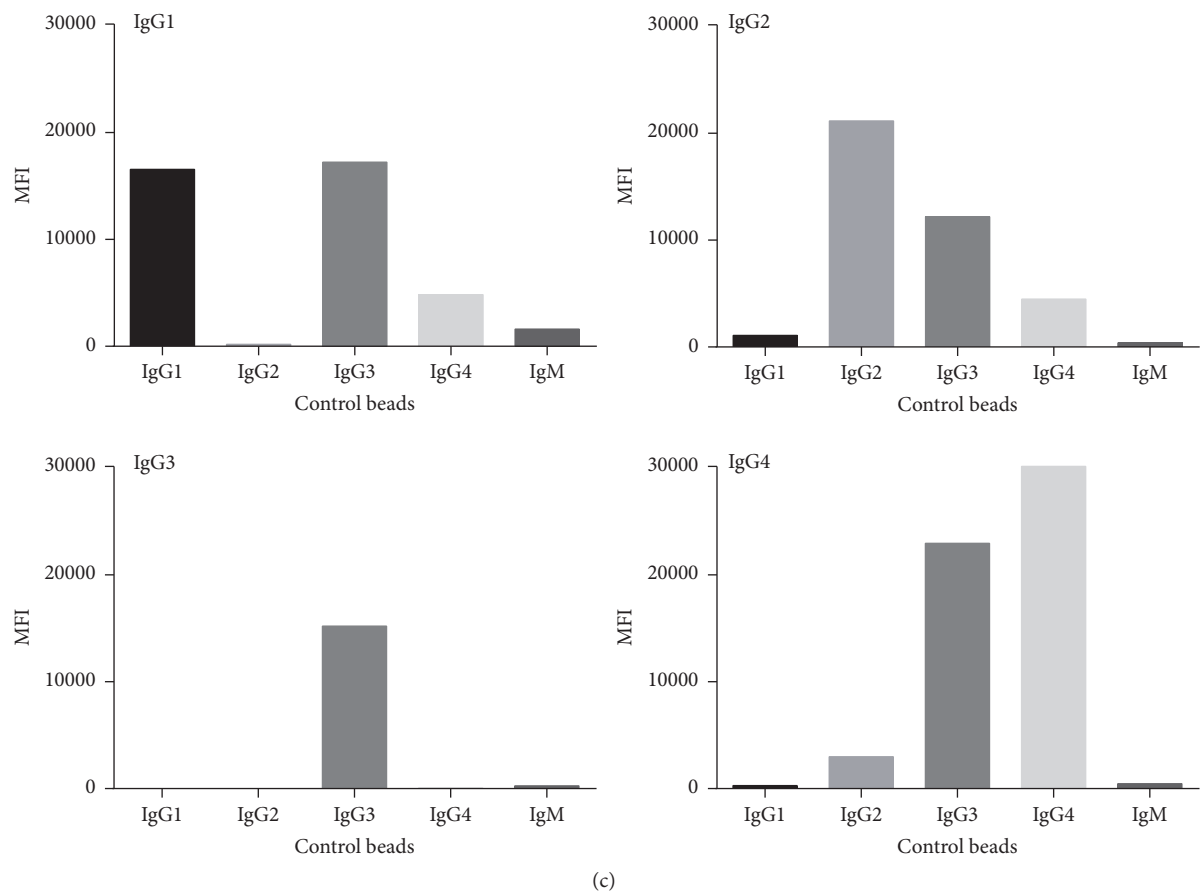 IgG1
30000
20000
10000
0
MFI
IgG1 IgG2 IgG3 IgG4 IgM
Control beads
IgG2
30000
20000
10000
0
MFI
IgG1 IgG2 IgG3 IgG4 IgM
Control beads
IgG3
30000
20000
10000
0
MFI
IgG1 IgG2 IgG3 IgG4 IgM
Control beads
IgG4
30000
20000
10000
0
MFI
IgG1 IgG2 IgG3 IgG4 IgM
Control beads
(c)